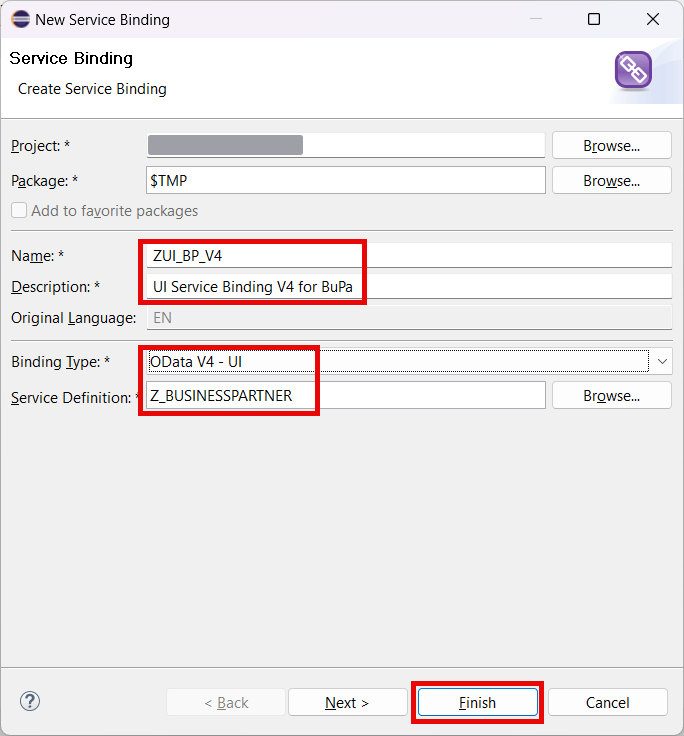 New Service Binding
Service Binding
Create Service Binding
Project: * Browse...
Package: * $TMP Browse...
Add to favorite packages
Name: * ZUI_BP_V4
Description: * UI Service Binding V4 for BuPa
Original Language: EN
Binding Type: * OData V4 - UI
Service Definition: * Z_BUSINESSPARTNER Browse...
? < Back Next > Finish Cancel